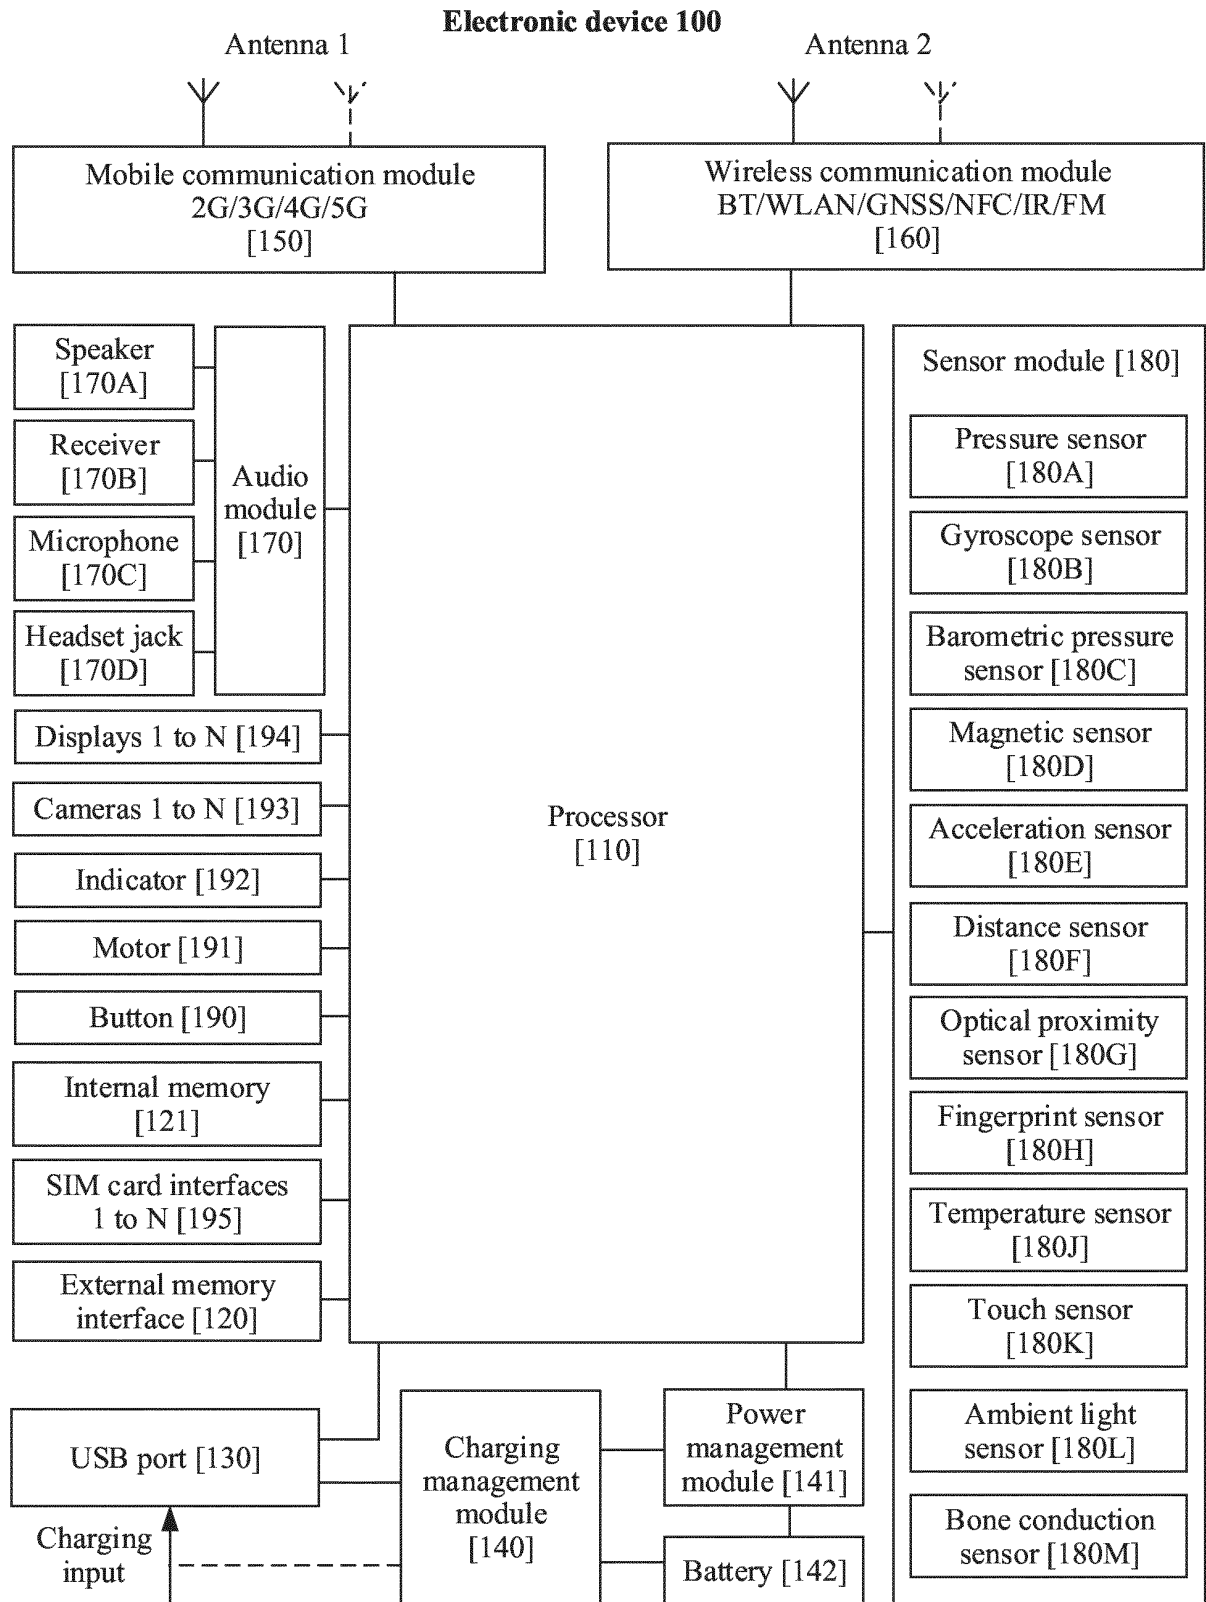 Electronic device 100
Antenna 1
Antenna 2
Mobile communication module
2G/3G/4G/5G
[150]
Wireless communication module
BT/WLAN/GNSS/NFC/IR/FM
[160]
Speaker
[170A]
Receiver
[170B]
Microphone
[170C]
Headset jack
[170D]
Audio
module
[170]
Displays 1 to N [194]
Cameras 1 to N [193]
Indicator [192]
Motor [191]
Button [190]
Internal memory
[121]
SIM card interfaces
1 to N [195]
External memory
interface [120]
Processor
[110]
Sensor module [180]
Pressure sensor
[180A]
Gyroscope sensor
[180B]
Barometric pressure
sensor [180C]
Magnetic sensor
[180D]
Acceleration sensor
[180E]
Distance sensor
[180F]
Optical proximity
sensor [180G]
Fingerprint sensor
[180H]
Temperature sensor
[180J]
Touch sensor
[180K]
Ambient light
sensor [180L]
Bone conduction
sensor [180M]
USB port [130]
Charging
input
Charging
management
module
[140]
Power
management
module [141]
Battery [142]